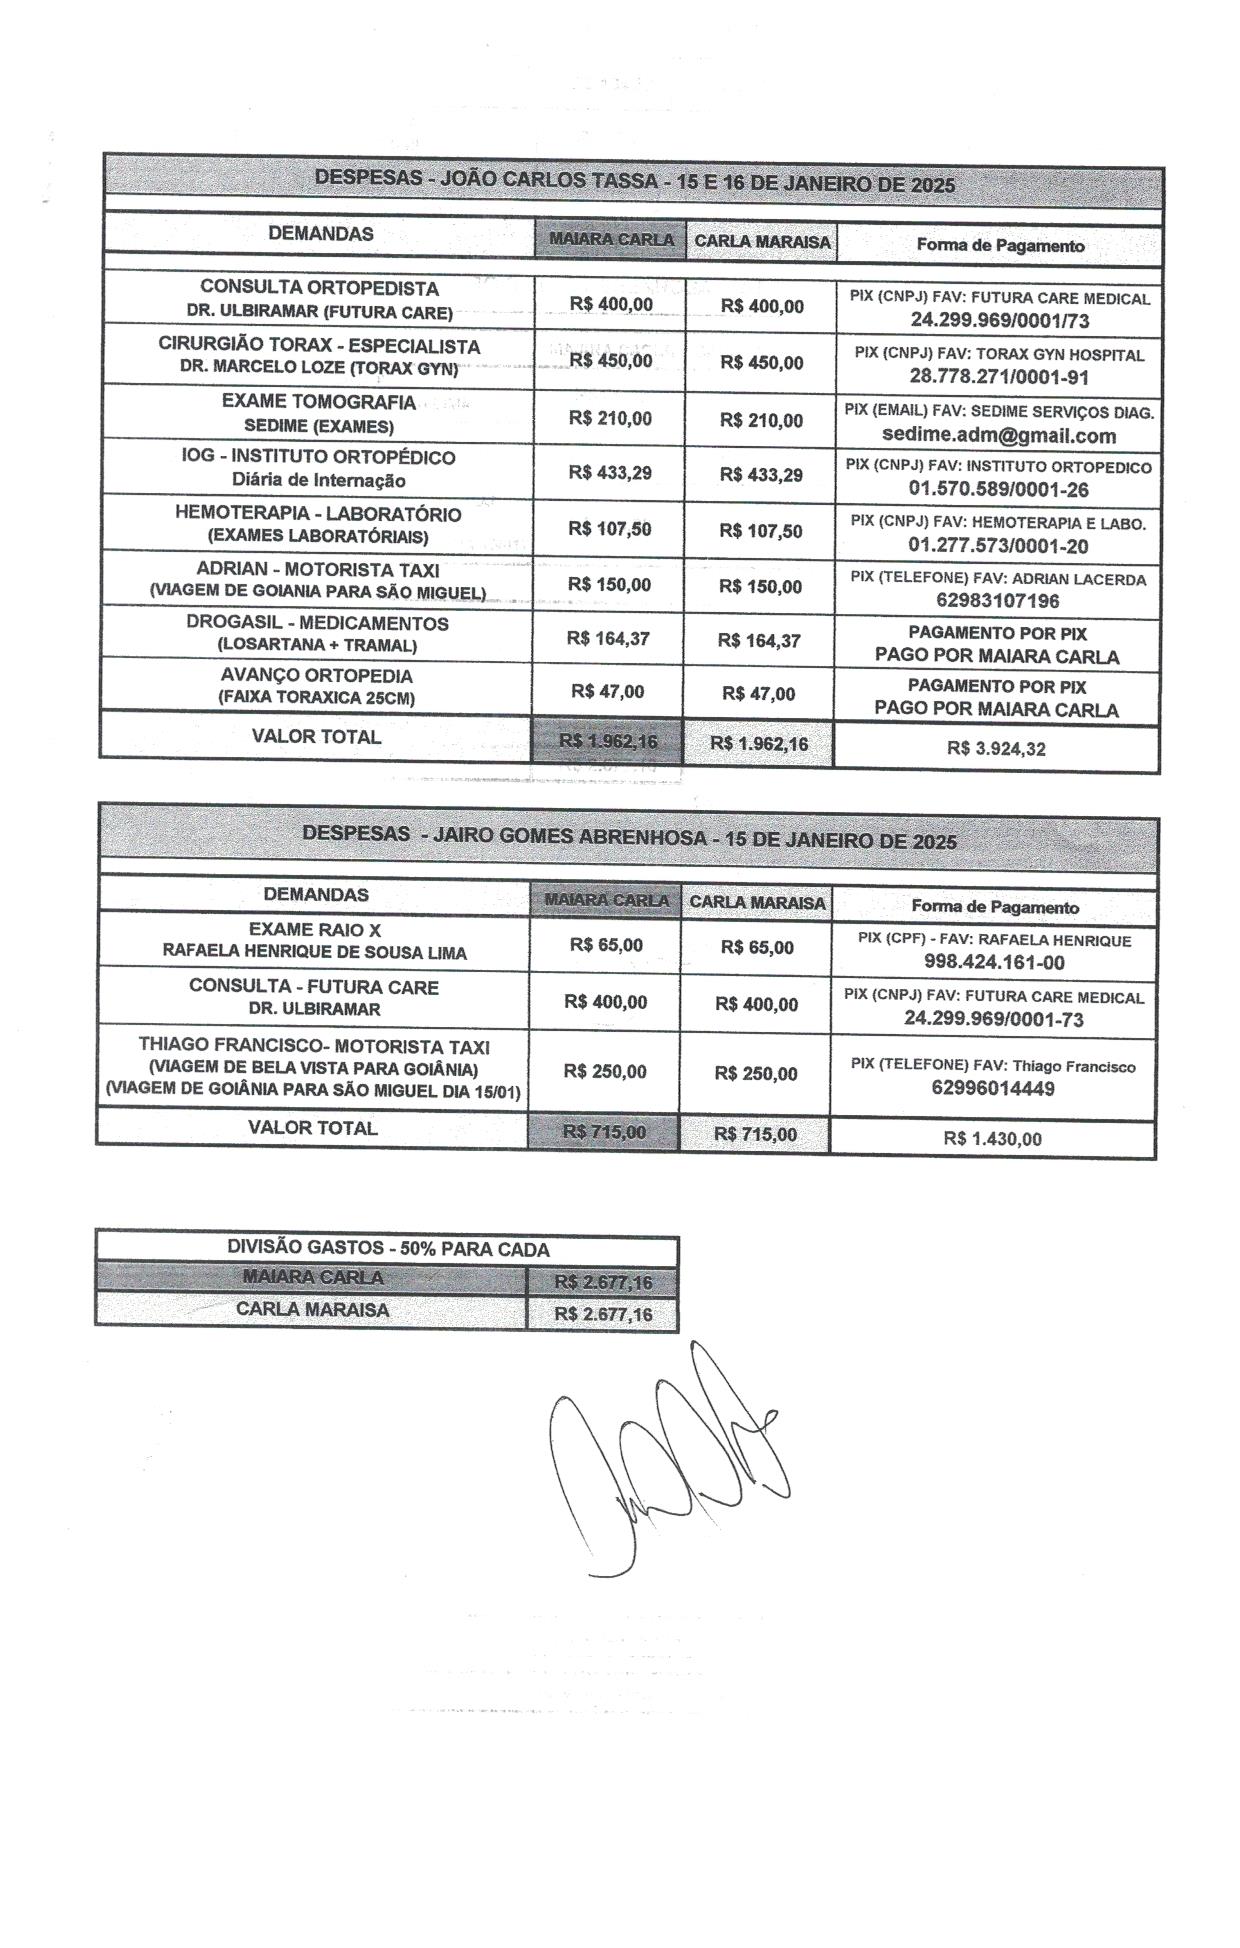 DESPESAS - JOÃO CARLOS TASSA - 15 E 16 DE JANEIRO DE 2025
DEMANDAS MAIARA CARLA CARLA MARAISA Forma de Pagamento
CONSULTA ORTOPEDISTA
DR. ULBIRAMAR (FUTURA CARE) R$ 400,00 R$ 400,00 PIX (CNPJ) FAV: FUTURA CARE MEDICAL
24.299.969/0001/73
CIRURGIÃO TORAX - ESPECIALISTA
DR. MARCELO LOZE (TORAX GYN) R$ 450,00 R$ 450,00 PIX (CNPJ) FAV: TORAX GYN HOSPITAL
28.778.271/0001-91
EXAME TOMOGRAFIA
SEDIME (EXAMES) R$ 210,00 R$ 210,00 PIX (EMAIL) FAV: SEDIME SERVIÇOS DIAG.
sedime.adm@gmail.com
IOG - INSTITUTO ORTOPÉDICO
Diária de Internação R$ 433,29 R$ 433,29 PIX (CNPJ) FAV: INSTITUTO ORTOPEDICO
01.570.589/0001-26
HEMOTERAPIA - LABORATÓRIO
(EXAMES LABORATÓRIAIS) R$ 107,50 R$ 107,50 PIX (CNPJ) FAV: HEMOTERAPIA E LABO.
01.277.573/0001-20
ADRIAN - MOTORISTA TAXI
(VIAGEM DE GOIANIA PARA SÃO MIGUEL) R$ 150,00 R$ 150,00 PIX (TELEFONE) FAV: ADRIAN LACERDA
62983107196
DROGASIL - MEDICAMENTOS
(LOSARTANA + TRAMAL) R$ 164,37 R$ 164,37 PAGAMENTO POR PIX
PAGO POR MAIARA CARLA
AVANÇO ORTOPEDIA
(FAIXA TORAXICA 25CM) R$ 47,00 R$ 47,00 PAGAMENTO POR PIX
PAGO POR MAIARA CARLA
VALOR TOTAL R$ 1.962,16 R$ 1.962,16 R$ 3.924,32
DESPESAS - JAIRO GOMES ABRENHOSA - 15 DE JANEIRO DE 2025
DEMANDAS MAIARA CARLA CARLA MARAISA Forma de Pagamento
EXAME RAIO X
RAFAELA HENRIQUE DE SOUSA LIMA R$ 65,00 R$ 65,00 PIX (CPF) - FAV: RAFAELA HENRIQUE
998.424.161-00
CONSULTA - FUTURA CARE
DR. ULBIRAMAR R$ 400,00 R$ 400,00 PIX (CNPJ) FAV: FUTURA CARE MEDICAL
24.299.969/0001-73
THIAGO FRANCISCO- MOTORISTA TAXI
(VIAGEM DE BELA VISTA PARA GOIÂNIA) R$ 250,00 R$ 250,00 PIX (TELEFONE) FAV: Thiago Francisco
(VIAGEM DE GOIÂNIA PARA SÃO MIGUEL DIA 15/01) 62996014449
VALOR TOTAL R$ 715,00 R$ 715,00 R$ 1.430,00
DIVISÃO GASTOS - 50% PARA CADA
MAIARA CARLA R$ 2.677,16
CARLA MARAISA R$ 2.677,16